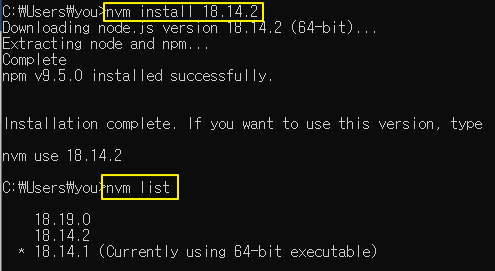 C:₩Users₩you>nvm install 18.14.2
Downloading node.js version 18.14.2 (64-bit)...
Extracting node and npm...
Complete
npm v9.5.0 installed successfully.
Installation complete. If you want to use this version, type
nvm use 18.14.2
C:₩Users₩you>nvm list
18.19.0
18.14.2
* 18.14.1 (Currently using 64-bit executable)